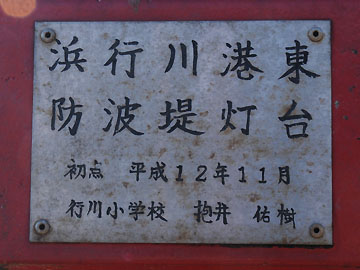 浜行川港東
防波堤灯台
初点 平成12年11月
行川小学校 抱井 佑樹